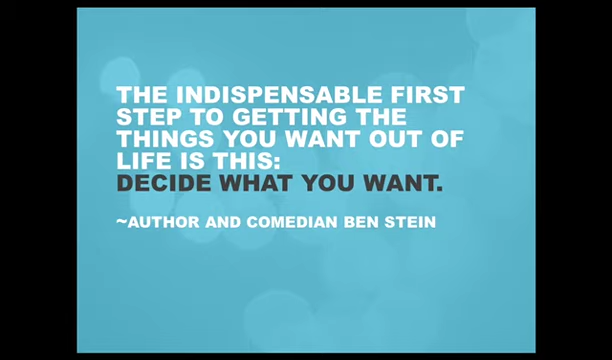 THE INDISPENSABLE FIRST
STEP TO GETTING THE
THINGS YOU WANT OUT OF
LIFE IS THIS:
DECIDE WHAT YOU WANT.
~AUTHOR AND COMEDIAN BEN STEIN